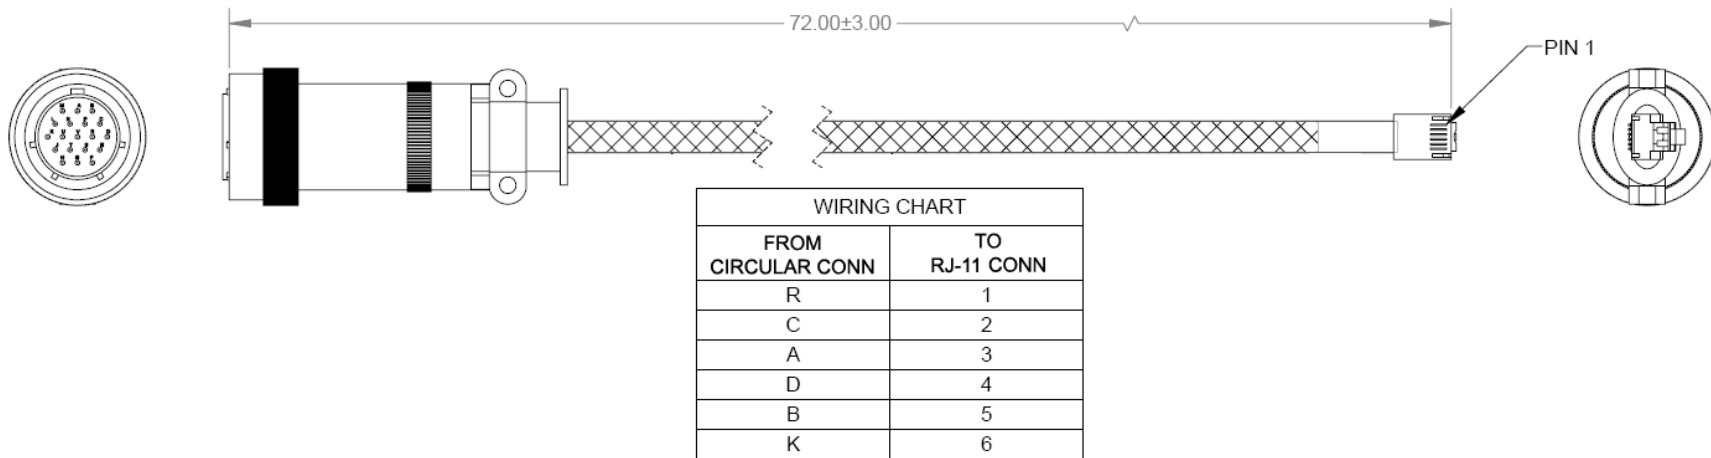 72.00±3.00
PIN 1
WIRING CHART
FROM
CIRCULAR CONN
TO
RJ-11 CONN
R 1
C 2
A 3
D 4
B 5
K 6